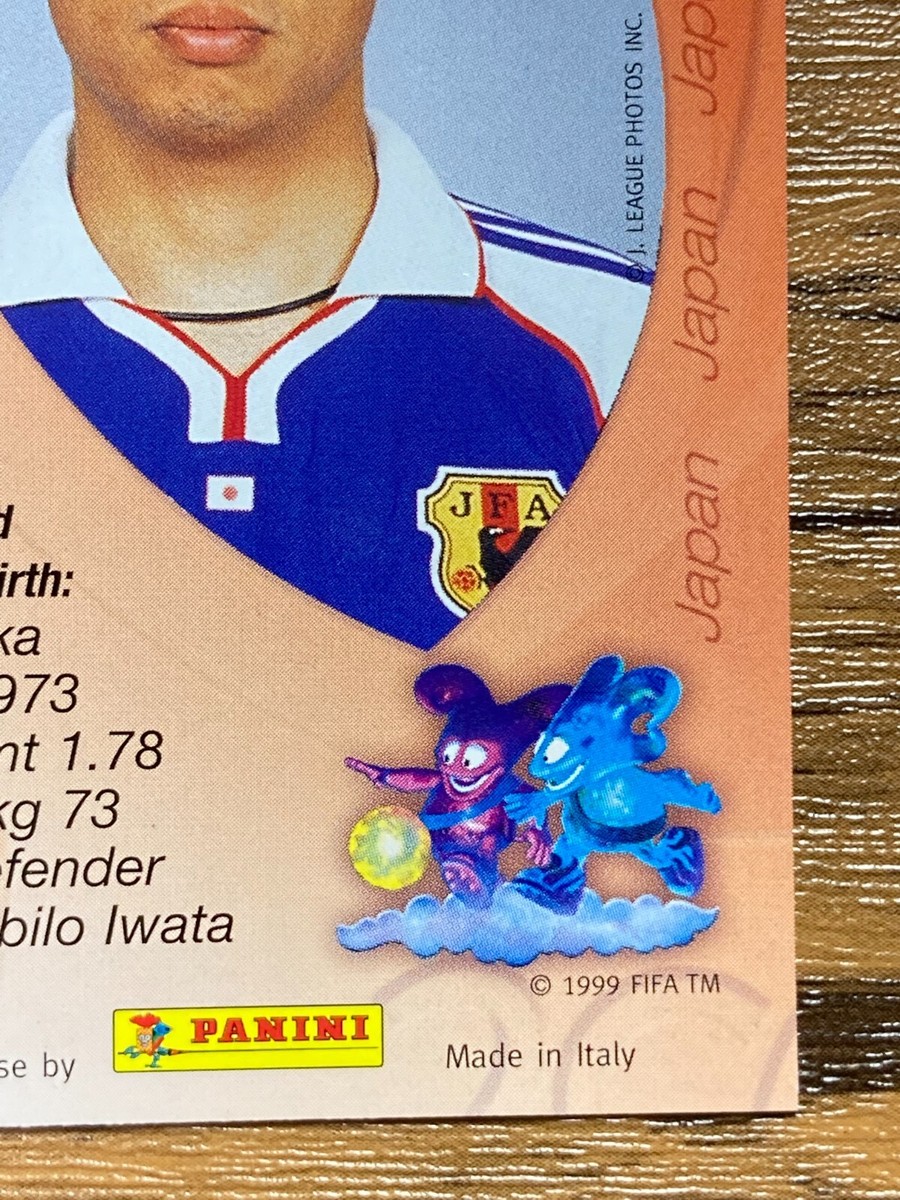 © J. LEAGUE PHOTOS INC.
Japan
Japan
Jap
JFA
d
irth:
ka
973
nt 1.78
kg 73
efender
bilo Iwata
© 1999 FIFA TM
se by
PANINI
Made in Italy